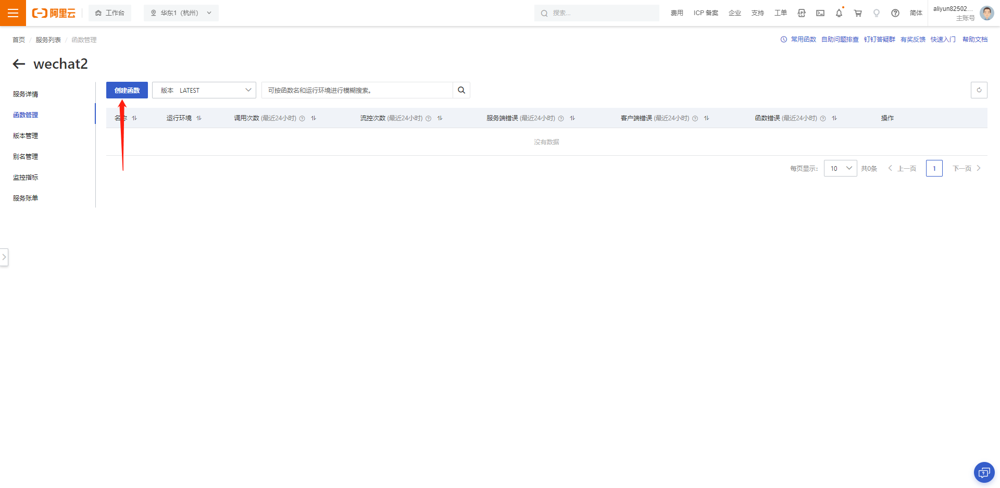 阿里云 工作台 华东1（杭州） 搜索... 费用 ICP 备案 企业 支持 工单 简体 aliyun82502...
主账号
首页 / 服务列表 / 函数管理 常用函数 自助问题排查 钉钉答疑群 有奖反馈 快速入门 帮助文档
wechat2
服务详情
函数管理
版本管理
别名管理
监控指标
服务账单
创建函数 版本 LATEST 可按函数名和运行环境进行模糊搜索。
名称 运行环境 调用次数 (最近24小时) 流控次数 (最近24小时) 服务端错误 (最近24小时) 客户端错误 (最近24小时) 函数错误 (最近24小时) 操作
没有数据
每页显示： 10 共0条 上一页 1 下一页